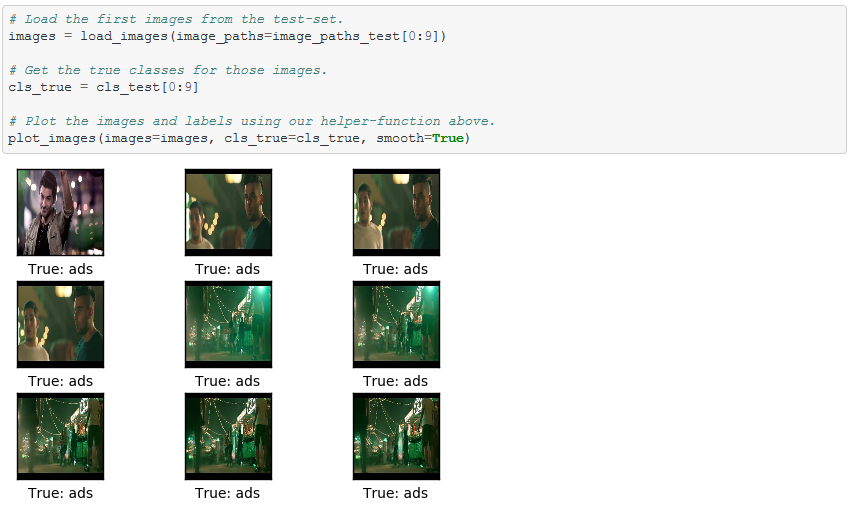 # Load the first images from the test-set.
images = load_images(image_paths=image_paths_test[0:9])
# Get the true classes for those images.
cls_true = cls_test[0:9]
# Plot the images and labels using our helper-function above.
plot_images(images=images, cls_true=cls_true, smooth=True)
True: ads
True: ads
True: ads
True: ads
True: ads
True: ads
True: ads
True: ads
True: ads